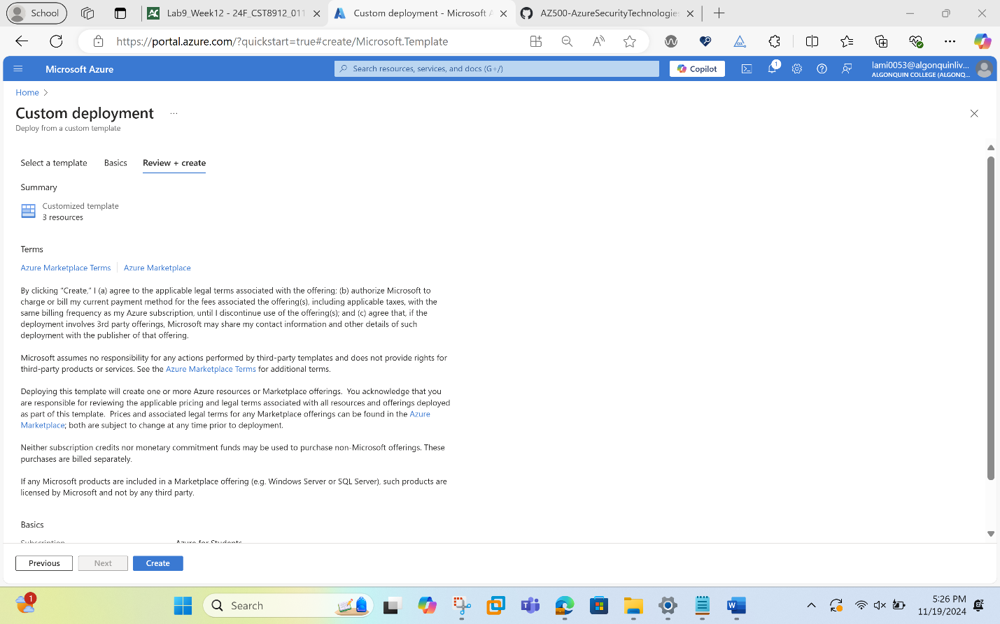 School
Lab9_Week12 - 24F_CST8912_011
Custom deployment - Microsoft A
AZ500-AzureSecurityTechnologies
https://portal.azure.com/?quickstart=true#create/Microsoft.Template
Microsoft Azure
Search resources, services, and docs (G+/)
Copilot
1
lami0053@algonquinliv...
ALGONQUIN COLLEGE (ALGONQ...
Home
Custom deployment
...
Deploy from a custom template
Select a template
Basics
Review + create
Summary
Customized template
3 resources
Terms
Azure Marketplace Terms
Azure Marketplace
By clicking “Create,” I (a) agree to the applicable legal terms associated with the offering; (b) authorize Microsoft to
charge or bill my current payment method for the fees associated the offering(s), including applicable taxes, with the
same billing frequency as my Azure subscription, until I discontinue use of the offering(s); and (c) agree that, if the
deployment involves 3rd party offerings, Microsoft may share my contact information and other details of such
deployment with the publisher of that offering.
Microsoft assumes no responsibility for any actions performed by third-party templates and does not provide rights for
third-party products or services. See the Azure Marketplace Terms for additional terms.
Deploying this template will create one or more Azure resources or Marketplace offerings. You acknowledge that you
are responsible for reviewing the applicable pricing and legal terms associated with all resources and offerings deployed
as part of this template. Prices and associated legal terms for any Marketplace offerings can be found in the Azure
Marketplace; both are subject to change at any time prior to deployment.
Neither subscription credits nor monetary commitment funds may be used to purchase non-Microsoft offerings. These
purchases are billed separately.
If any Microsoft products are included in a Marketplace offering (e.g. Windows Server or SQL Server), such products are
licensed by Microsoft and not by any third party.
Basics
Subscription
Azure for Students
Previous
Next
Create
1
Search
5:26 PM
11/19/2024